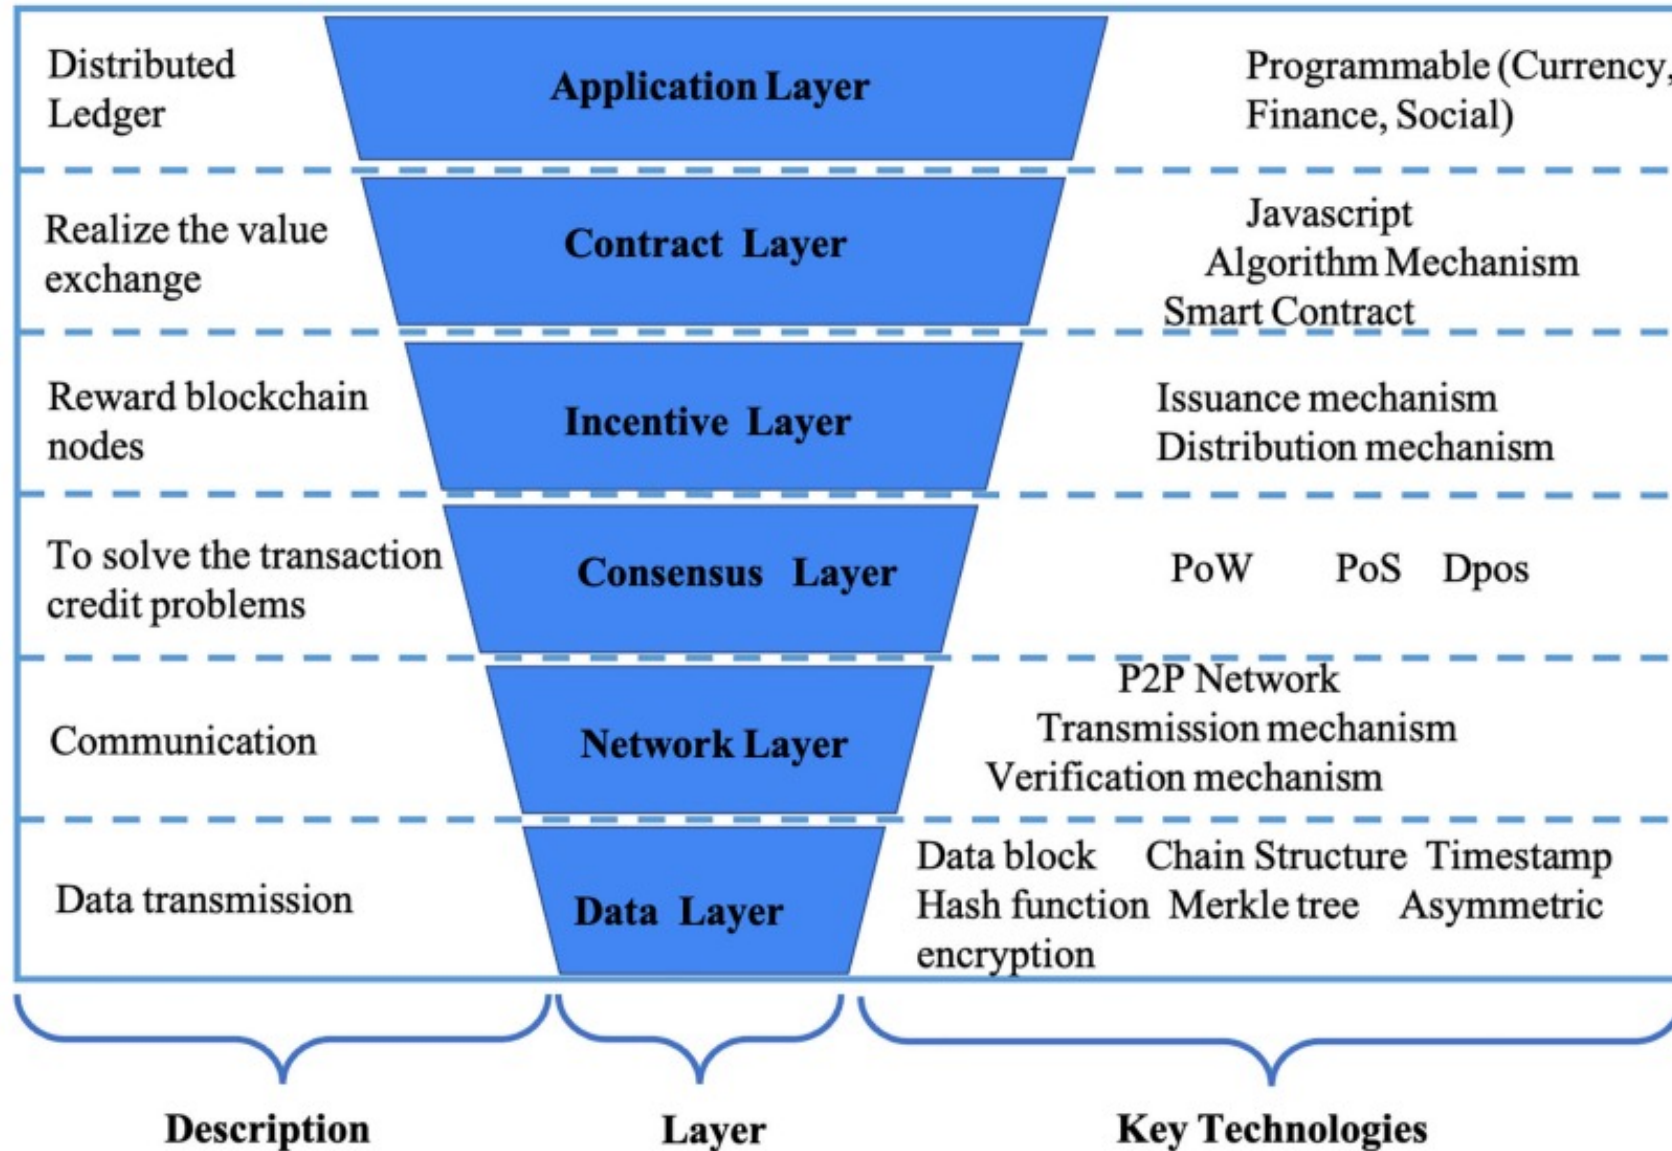 Distributed
Ledger
Application Layer
Programmable (Currency,
Finance, Social)
Realize the value
exchange
Contract Layer
Javascript
Algorithm Mechanism
Smart Contract
Reward blockchain
nodes
Incentive Layer
Issuance mechanism
Distribution mechanism
To solve the transaction
credit problems
Consensus Layer
PoW PoS Dpos
Communication
Network Layer
P2P Network
Transmission mechanism
Verification mechanism
Data transmission
Data Layer
Data block Chain Structure Timestamp
Hash function Merkle tree Asymmetric
encryption
Description
Layer
Key Technologies